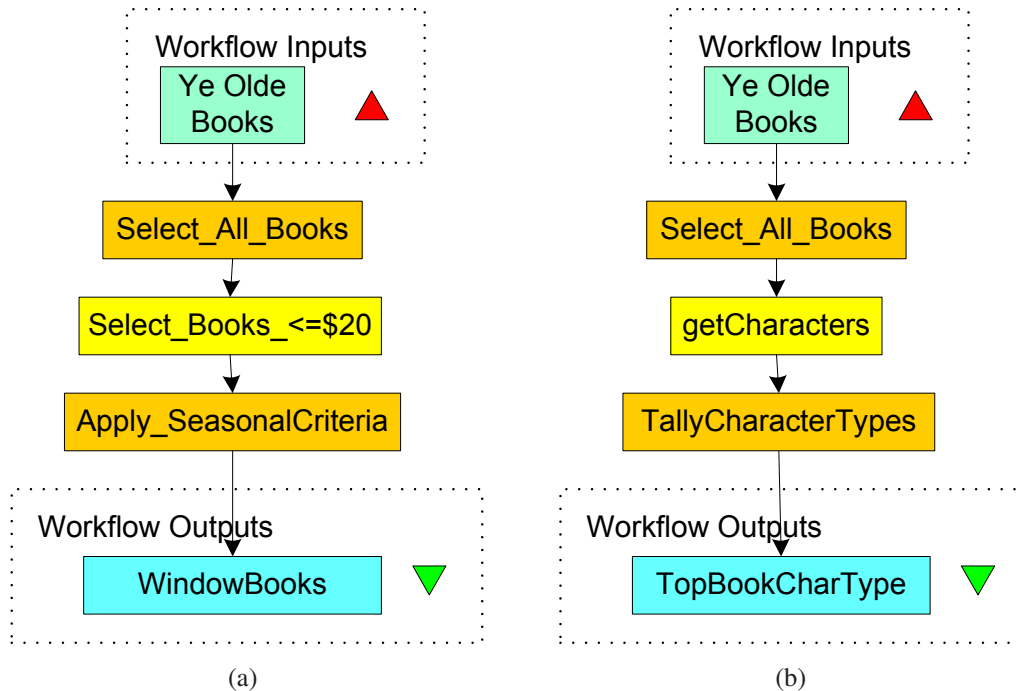 Workflow Inputs
Ye Olde
Books
Select_All_Books
Select_Books_<=$20
Apply_SeasonalCriteria
Workflow Outputs
WindowBooks
(a)
Workflow Inputs
Ye Olde
Books
Select_All_Books
getCharacters
TallyCharacterTypes
Workflow Outputs
TopBookCharType
(b)